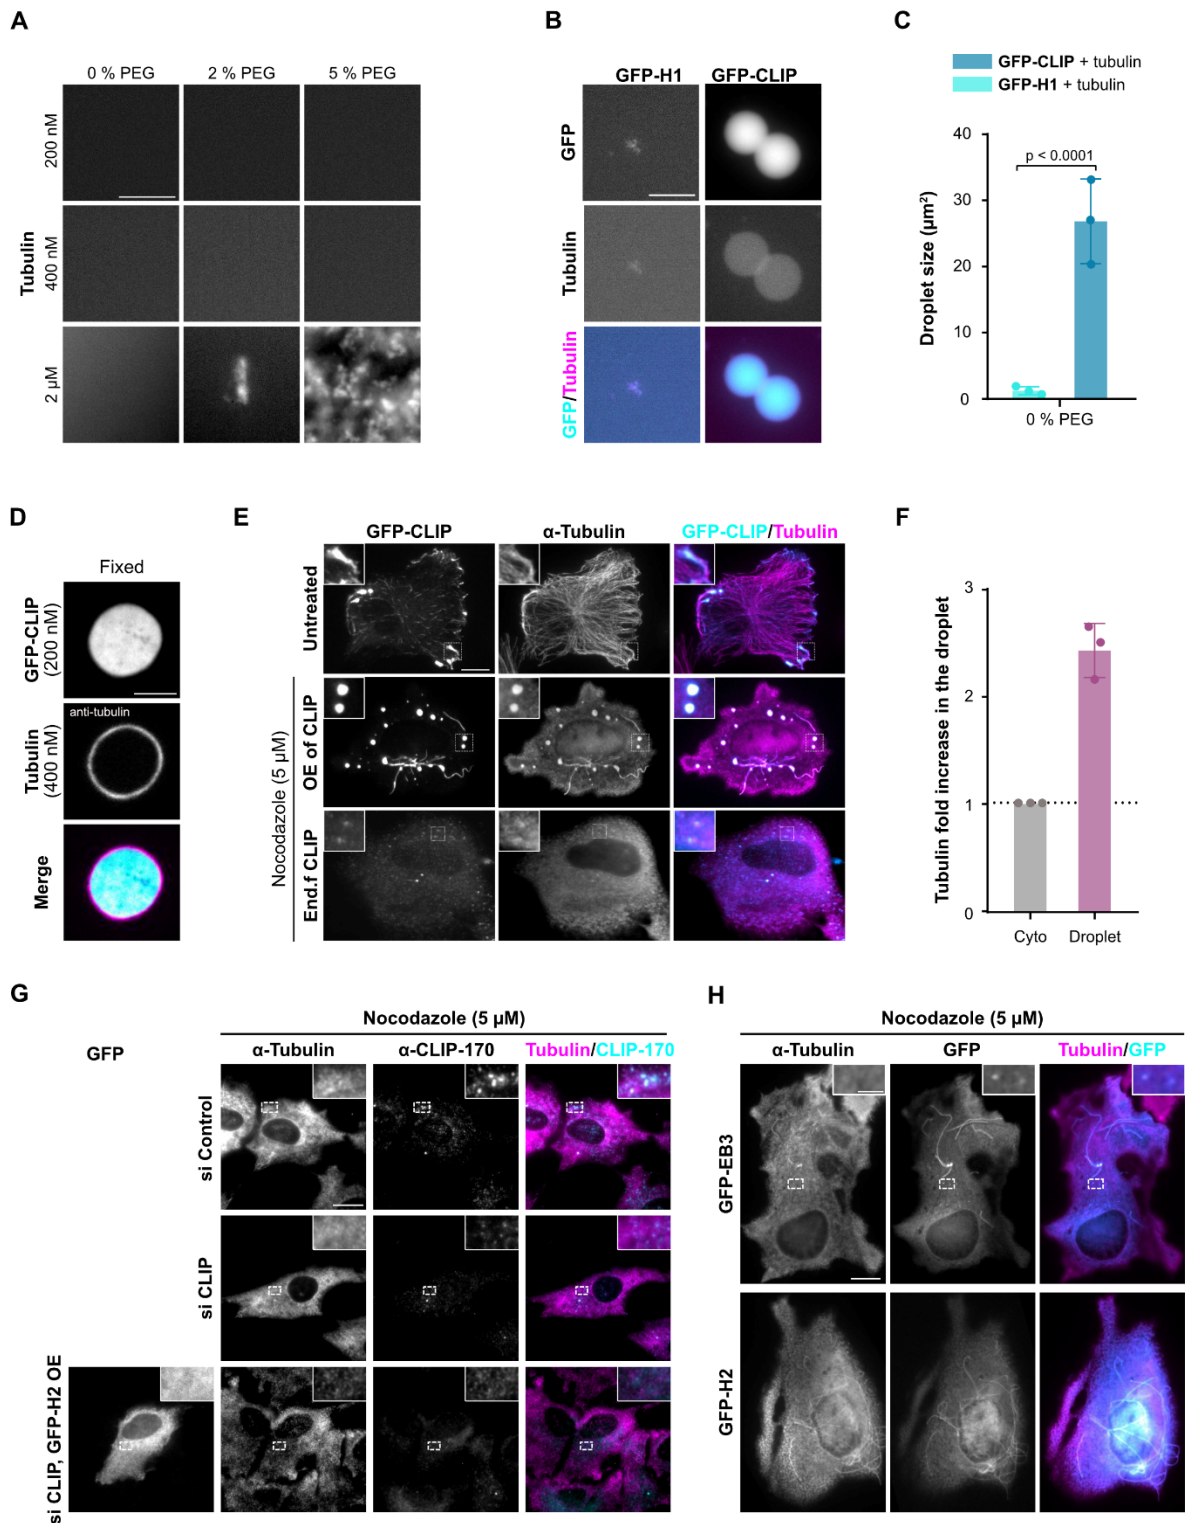 A
0 % PEG
2 % PEG
5 % PEG
Tubulin
200 nM
400 nM
2 µM
B
GFP-H1
GFP-CLIP
GFP
Tubulin
GFP/Tubulin
C
GFP-CLIP + tubulin
GFP-H1 + tubulin
Droplet size (µm²)
40
30
20
10
0
p < 0.0001
0 % PEG
D
Fixed
GFP-CLIP
(200 nM)
anti-tubulin
Tubulin
(400 nM)
Merge
E
GFP-CLIP
α-Tubulin
GFP-CLIP/Tubulin
Untreated
Nocodazole (5 µM)
OE of CLIP
End.f CLIP
F
Tubulin fold increase in the droplet
3
2
1
0
Cyto
Droplet
G
Nocodazole (5 µM)
GFP
α-Tubulin
α-CLIP-170
Tubulin/CLIP-170
si Control
si CLIP
si CLIP, GFP-H2 OE
H
Nocodazole (5 µM)
α-Tubulin
GFP
Tubulin/GFP
GFP-EB3
GFP-H2